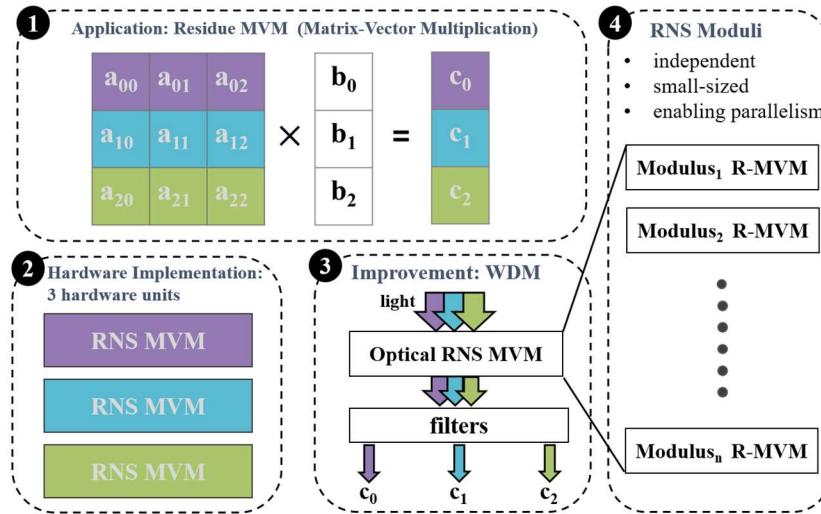 1
Application: Residue MVM (Matrix-Vector Multiplication)
a00 a01 a02
a10 a11 a12
a20 a21 a22
×
b0
b1
b2
=
c0
c1
c2
2
Hardware Implementation:
3 hardware units
RNS MVM
RNS MVM
RNS MVM
3
Improvement: WDM
light
Optical RNS MVM
filters
c0 c1 c2
4
RNS Moduli
• independent
• small-sized
• enabling parallelism
Modulus1 R-MVM
Modulus2 R-MVM
Modulusn R-MVM